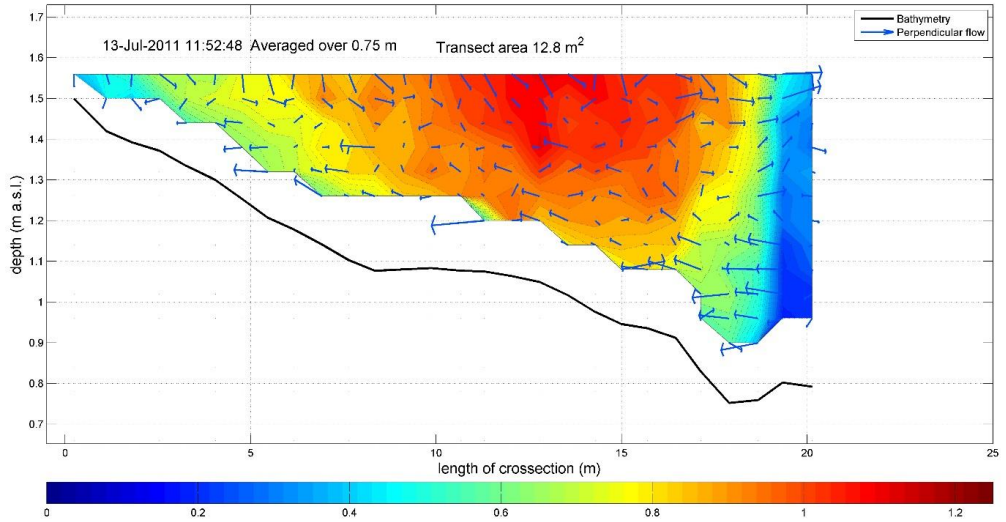 13-Jul-2011 11:52:48 Averaged over 0.75 m
Transect area 12.8 m²
Bathymetry
Perpendicular flow
depth (m a.s.l.)
1.7
1.6
1.5
1.4
1.3
1.2
1.1
1
0.9
0.8
0.7
0 5 10 15 20 25
length of crossection (m)
0 0.2 0.4 0.6 0.8 1 1.2